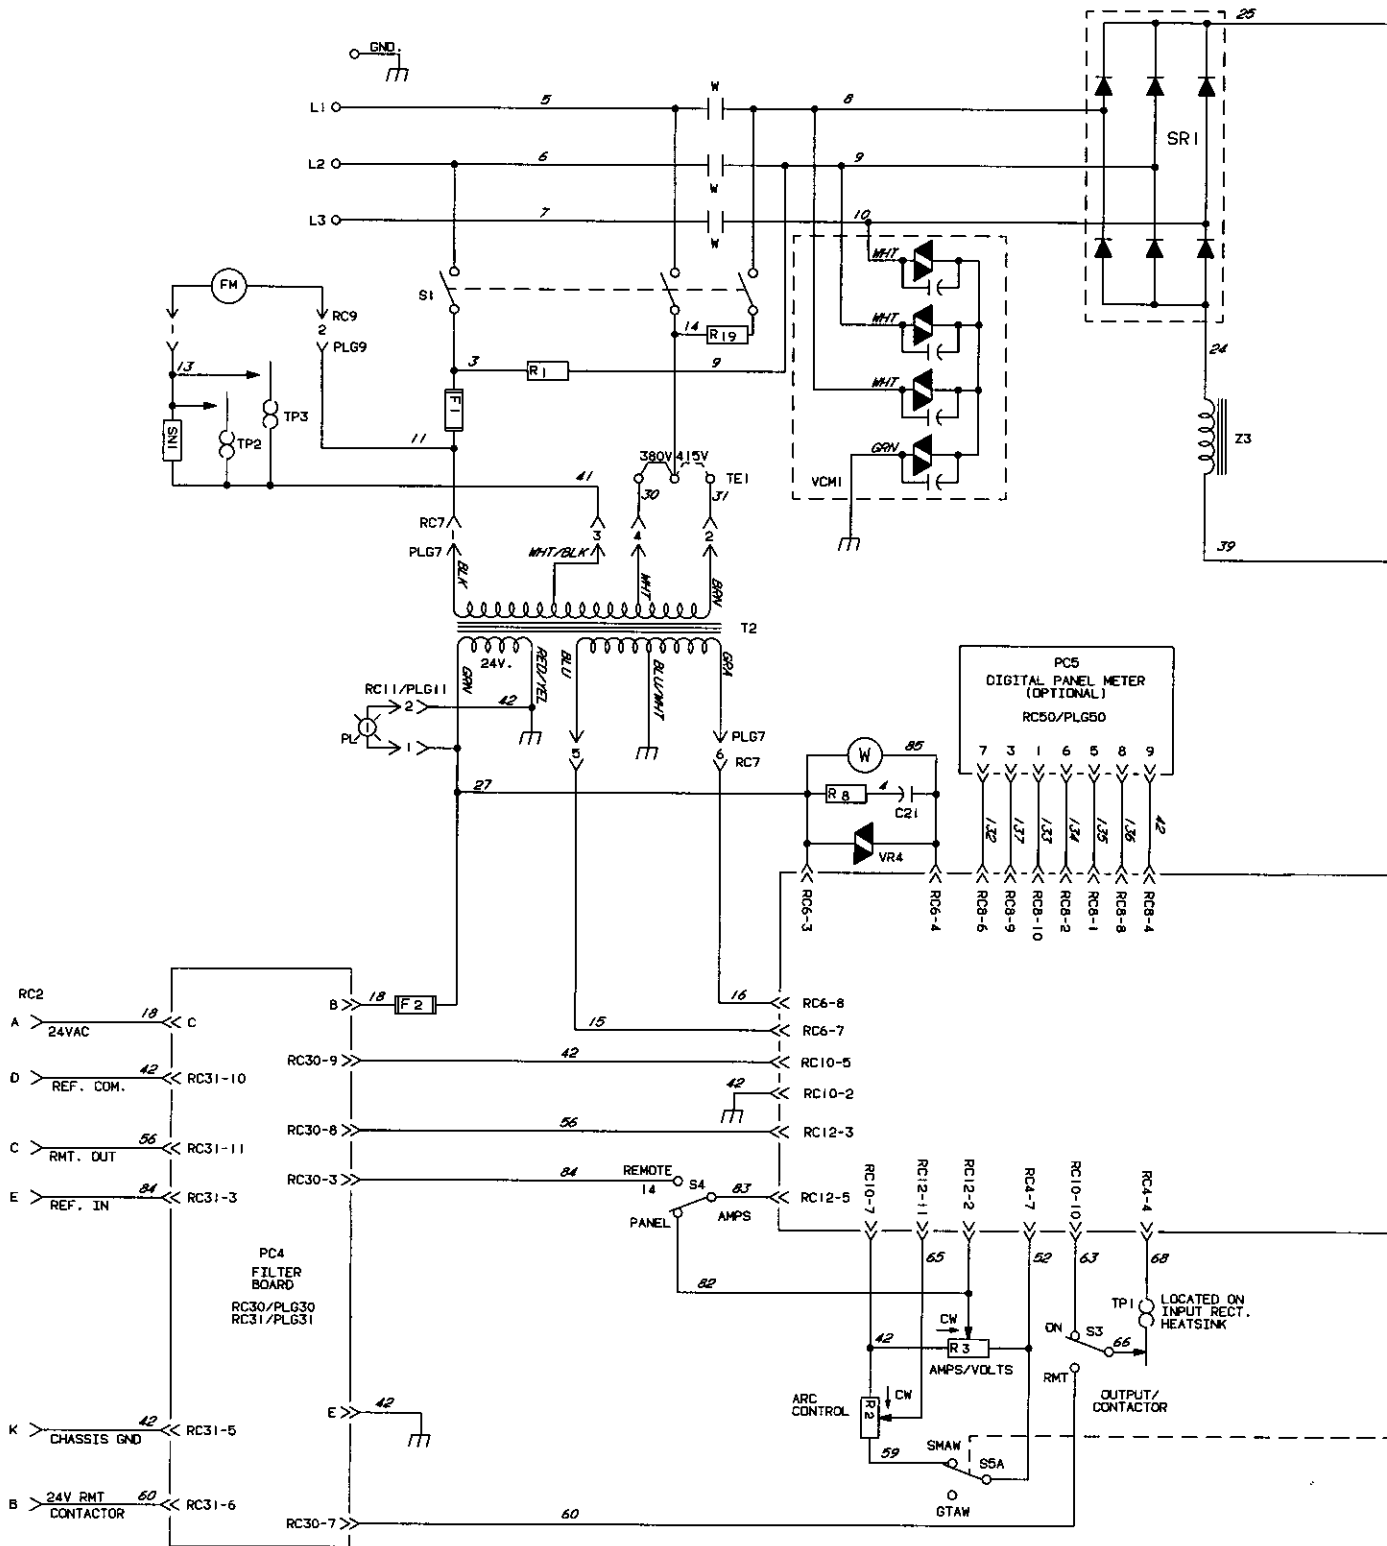 25
GND.
W
L1
5
8
SR1
L2
6
9
W
L3
7
10
W
WHT
FM
S1
RC9
2
14
R19
WHT
PLG9
24
3
R1
9
13
WHT
F1
TP3
SN1
TP2
11
GRN
Z3
380V
415V
TE1
41
30
31
VCM1
RC7
1
3
4
2
PLG7
WHT/BLK
39
BLK
WHT
BRN
T2
24V.
GRN
RED/YEL
BLU
BLU/WHT
GRA
PC5
DIGITAL PANEL METER
(OPTIONAL)
RC50/PLG50
RC11/PLG11
2
42
PL
1
PLG7
5
6
RC7
W
85
7 3 1 6 5 8 9
27
R8
4
C21
132 137 133 134 135 136 42
VR4
RC6-3
RC6-4
RC8-6
RC8-9
RC8-10
RC8-2
RC8-1
RC8-8
RC8-4
RC2
B
18
F2
16
RC6-8
A
24VAC
18
C
15
RC6-7
RC30-9
42
RC10-5
D
REF. COM.
42
RC31-10
42
RC10-2
RC30-8
56
RC12-3
C
RMT. OUT
56
RC31-11
RC30-3
84
REMOTE
14
S4
83
RC12-5
E
REF. IN
84
RC31-3
PANEL
AMPS
RC10-7
RC12-11
RC12-2
RC4-7
RC10-10
RC4-4
PC4
FILTER
BOARD
RC30/PLG30
RC31/PLG31
65
52
63
68
82
TP1
LOCATED ON
INPUT RECT.
HEATSINK
CW
ON
S3
42
R3
66
AMPS/VOLTS
RMT
ARC
CONTROL
R2
CW
OUTPUT/
CONTACTOR
E
42
K
CHASSIS GND
42
RC31-5
59
SMAW
S5A
GTAW
B
24V RMT
CONTACTOR
60
RC31-6
RC30-7
60